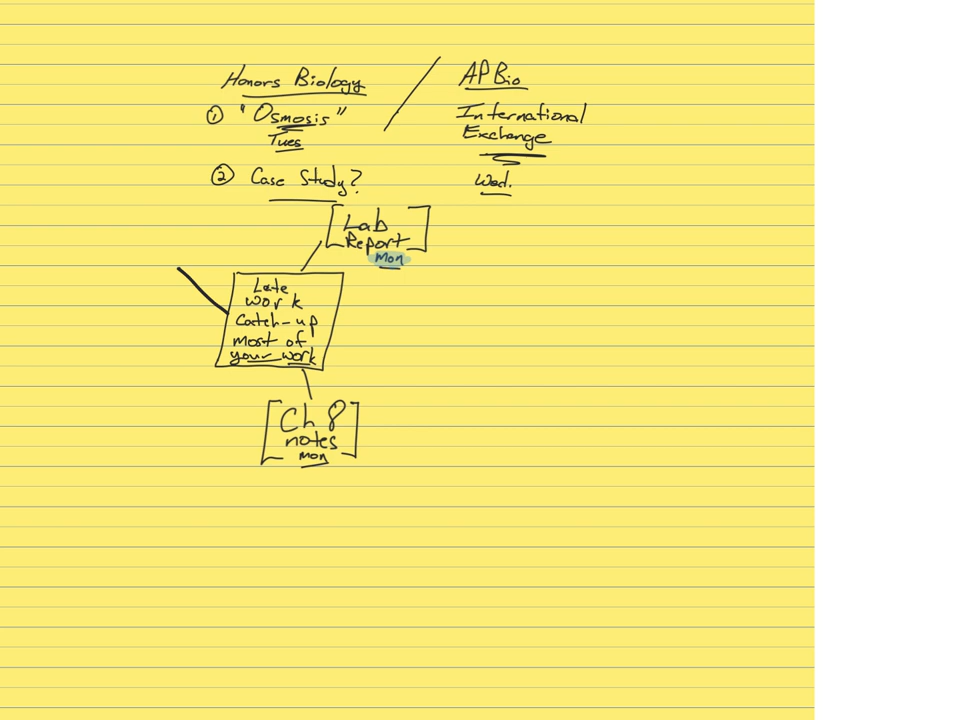 Honors Biology
① "Osmosis"
Tues
② Case Study?
/
AP Bio
International
Exchange
Wed.
[Lab
Report]
Mon
Late
work
Catch-up
most of
your work
[Ch 8
notes
mon]